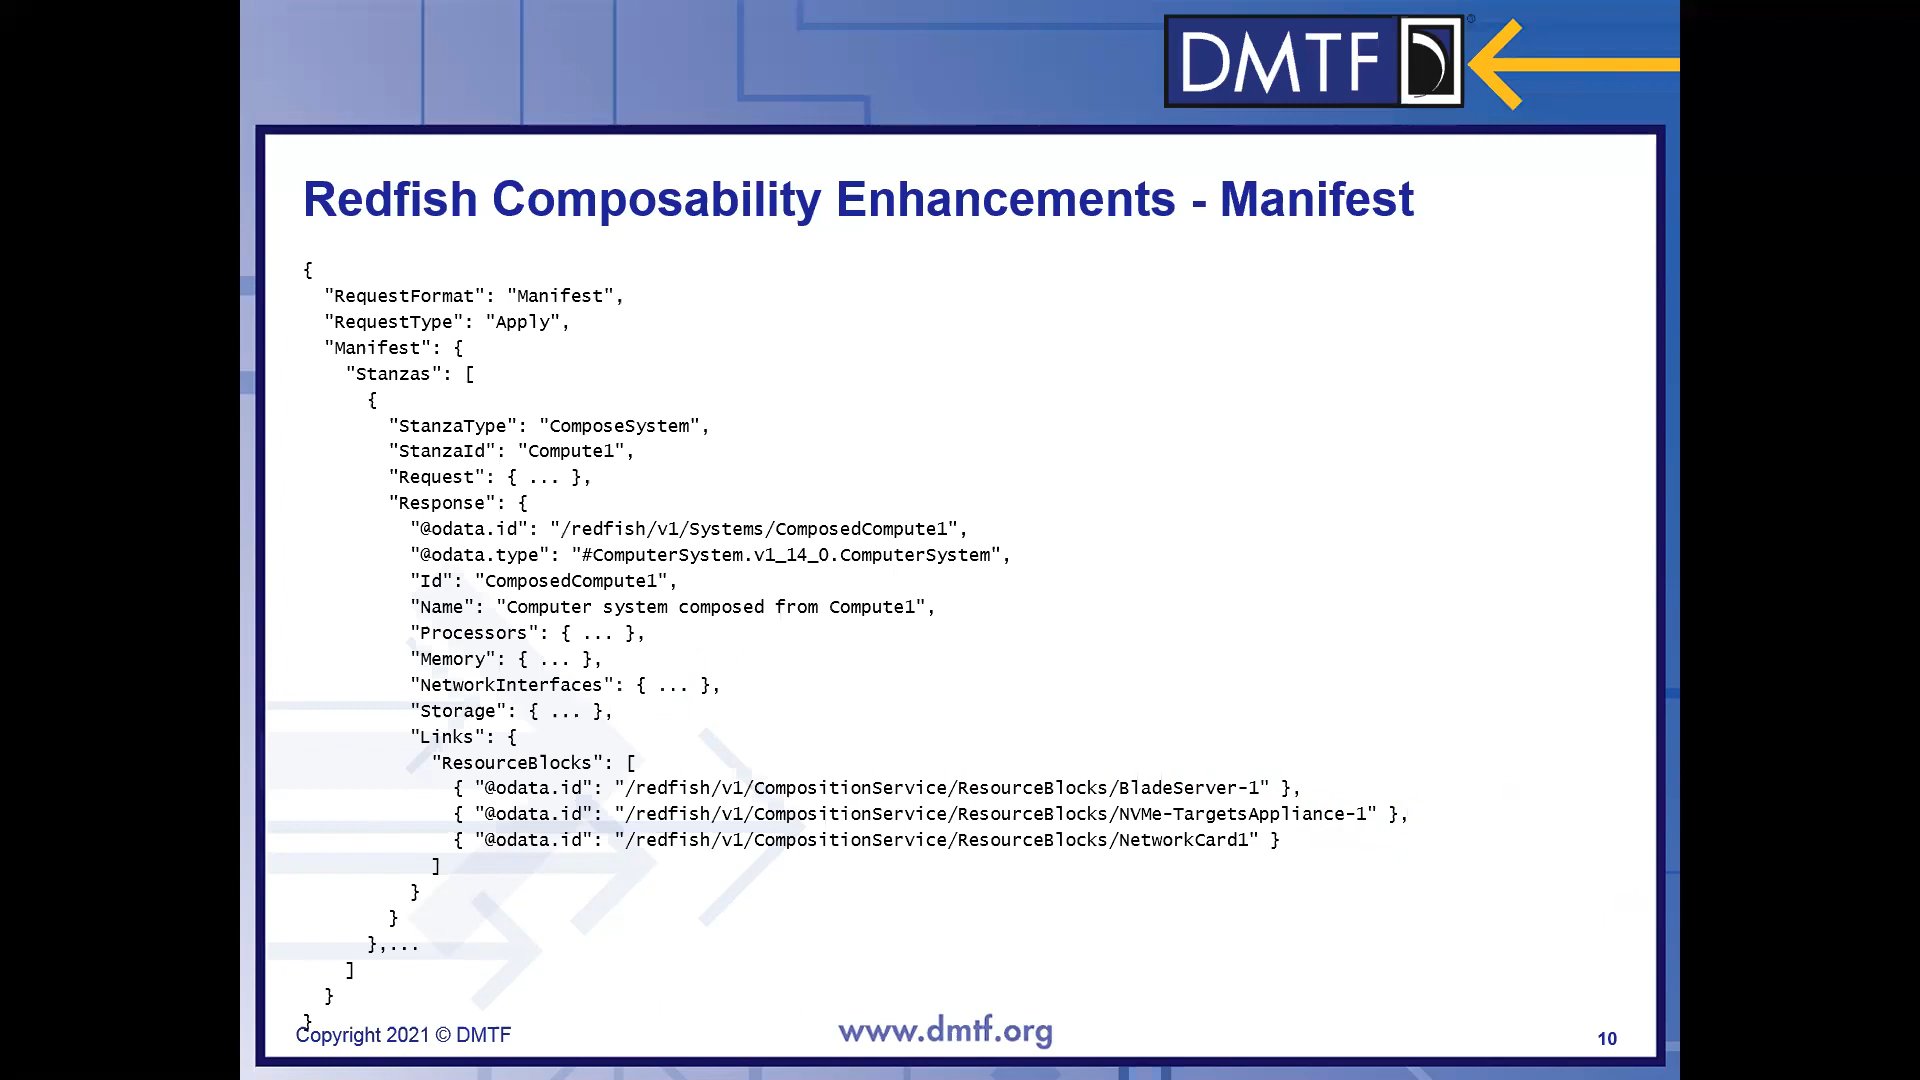 DMTF
Redfish Composability Enhancements - Manifest
{
  "RequestFormat": "Manifest",
  "RequestType": "Apply",
  "Manifest": {
    "Stanzas": [
      {
        "StanzaType": "ComposeSystem",
        "StanzaId": "Compute1",
        "Request": { ... },
        "Response": {
          "@odata.id": "/redfish/v1/Systems/ComposedCompute1",
          "@odata.type": "#ComputerSystem.v1_14_0.ComputerSystem",
          "Id": "ComposedCompute1",
          "Name": "Computer system composed from Compute1",
          "Processors": { ... },
          "Memory": { ... },
          "NetworkInterfaces": { ... },
          "Storage": { ... },
          "Links": {
            "ResourceBlocks": [
              { "@odata.id": "/redfish/v1/CompositionService/ResourceBlocks/BladeServer-1" },
              { "@odata.id": "/redfish/v1/CompositionService/ResourceBlocks/NVMe-TargetsAppliance-1" },
              { "@odata.id": "/redfish/v1/CompositionService/ResourceBlocks/NetworkCard1" }
            ]
          }
        }
      },...
    ]
  }
}
Copyright 2021 © DMTF
www.dmtf.org
10